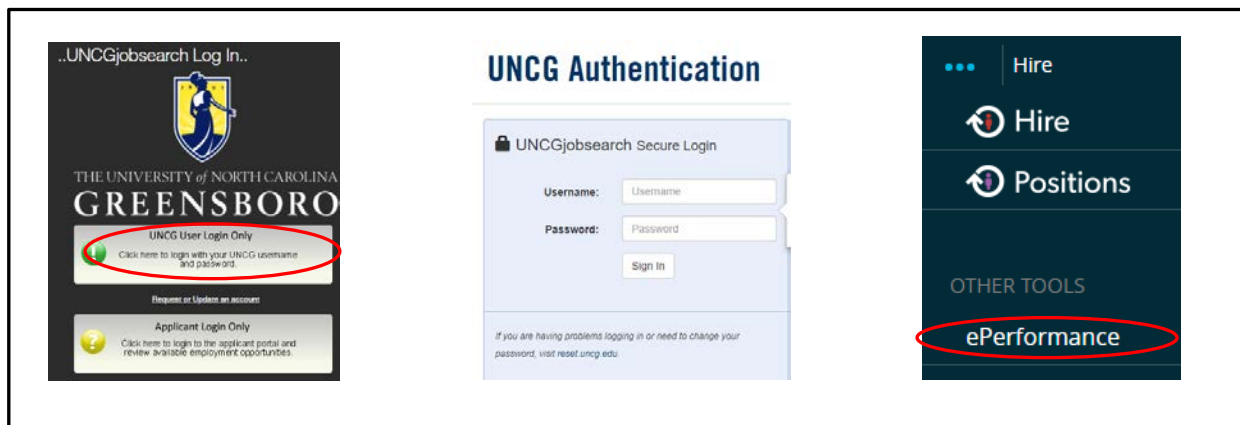 ..UNCGjobsearch Log In..
THE UNIVERSITY of NORTH CAROLINA
GREENSBORO
UNCG User Login Only
Click here to login with your UNCG username
and password.
Request or Update an account
Applicant Login Only
Click here to login to the applicant portal and
review available employment opportunities.
UNCG Authentication
UNCGjobsearch Secure Login
Username:
Username
Password:
Password
Sign In
If you are having problems logging in or need to change your
password, visit reset.uncg.edu.
Hire
Hire
Positions
OTHER TOOLS
ePerformance